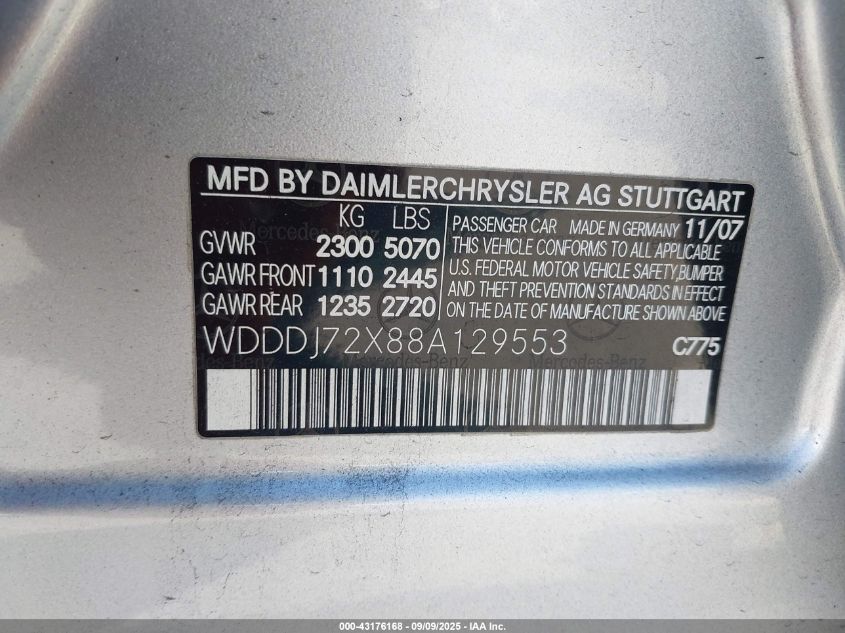 MFD BY DAIMLERCHRYSLER AG STUTTGART
KG LBS
GVWR 2300 5070
GAWR FRONT 1110 2445
GAWR REAR 1235 2720
PASSENGER CAR MADE IN GERMANY 11/07
THIS VEHICLE CONFORMS TO ALL APPLICABLE
U.S. FEDERAL MOTOR VEHICLE SAFETY, BUMPER
AND THEFT PREVENTION STANDARDS IN EFFECT
ON THE DATE OF MANUFACTURE SHOWN ABOVE
WDDDJ72X88A129553 C775
Mercedes-Benz
000-43176168 - 09/09/2025 - IAA Inc.